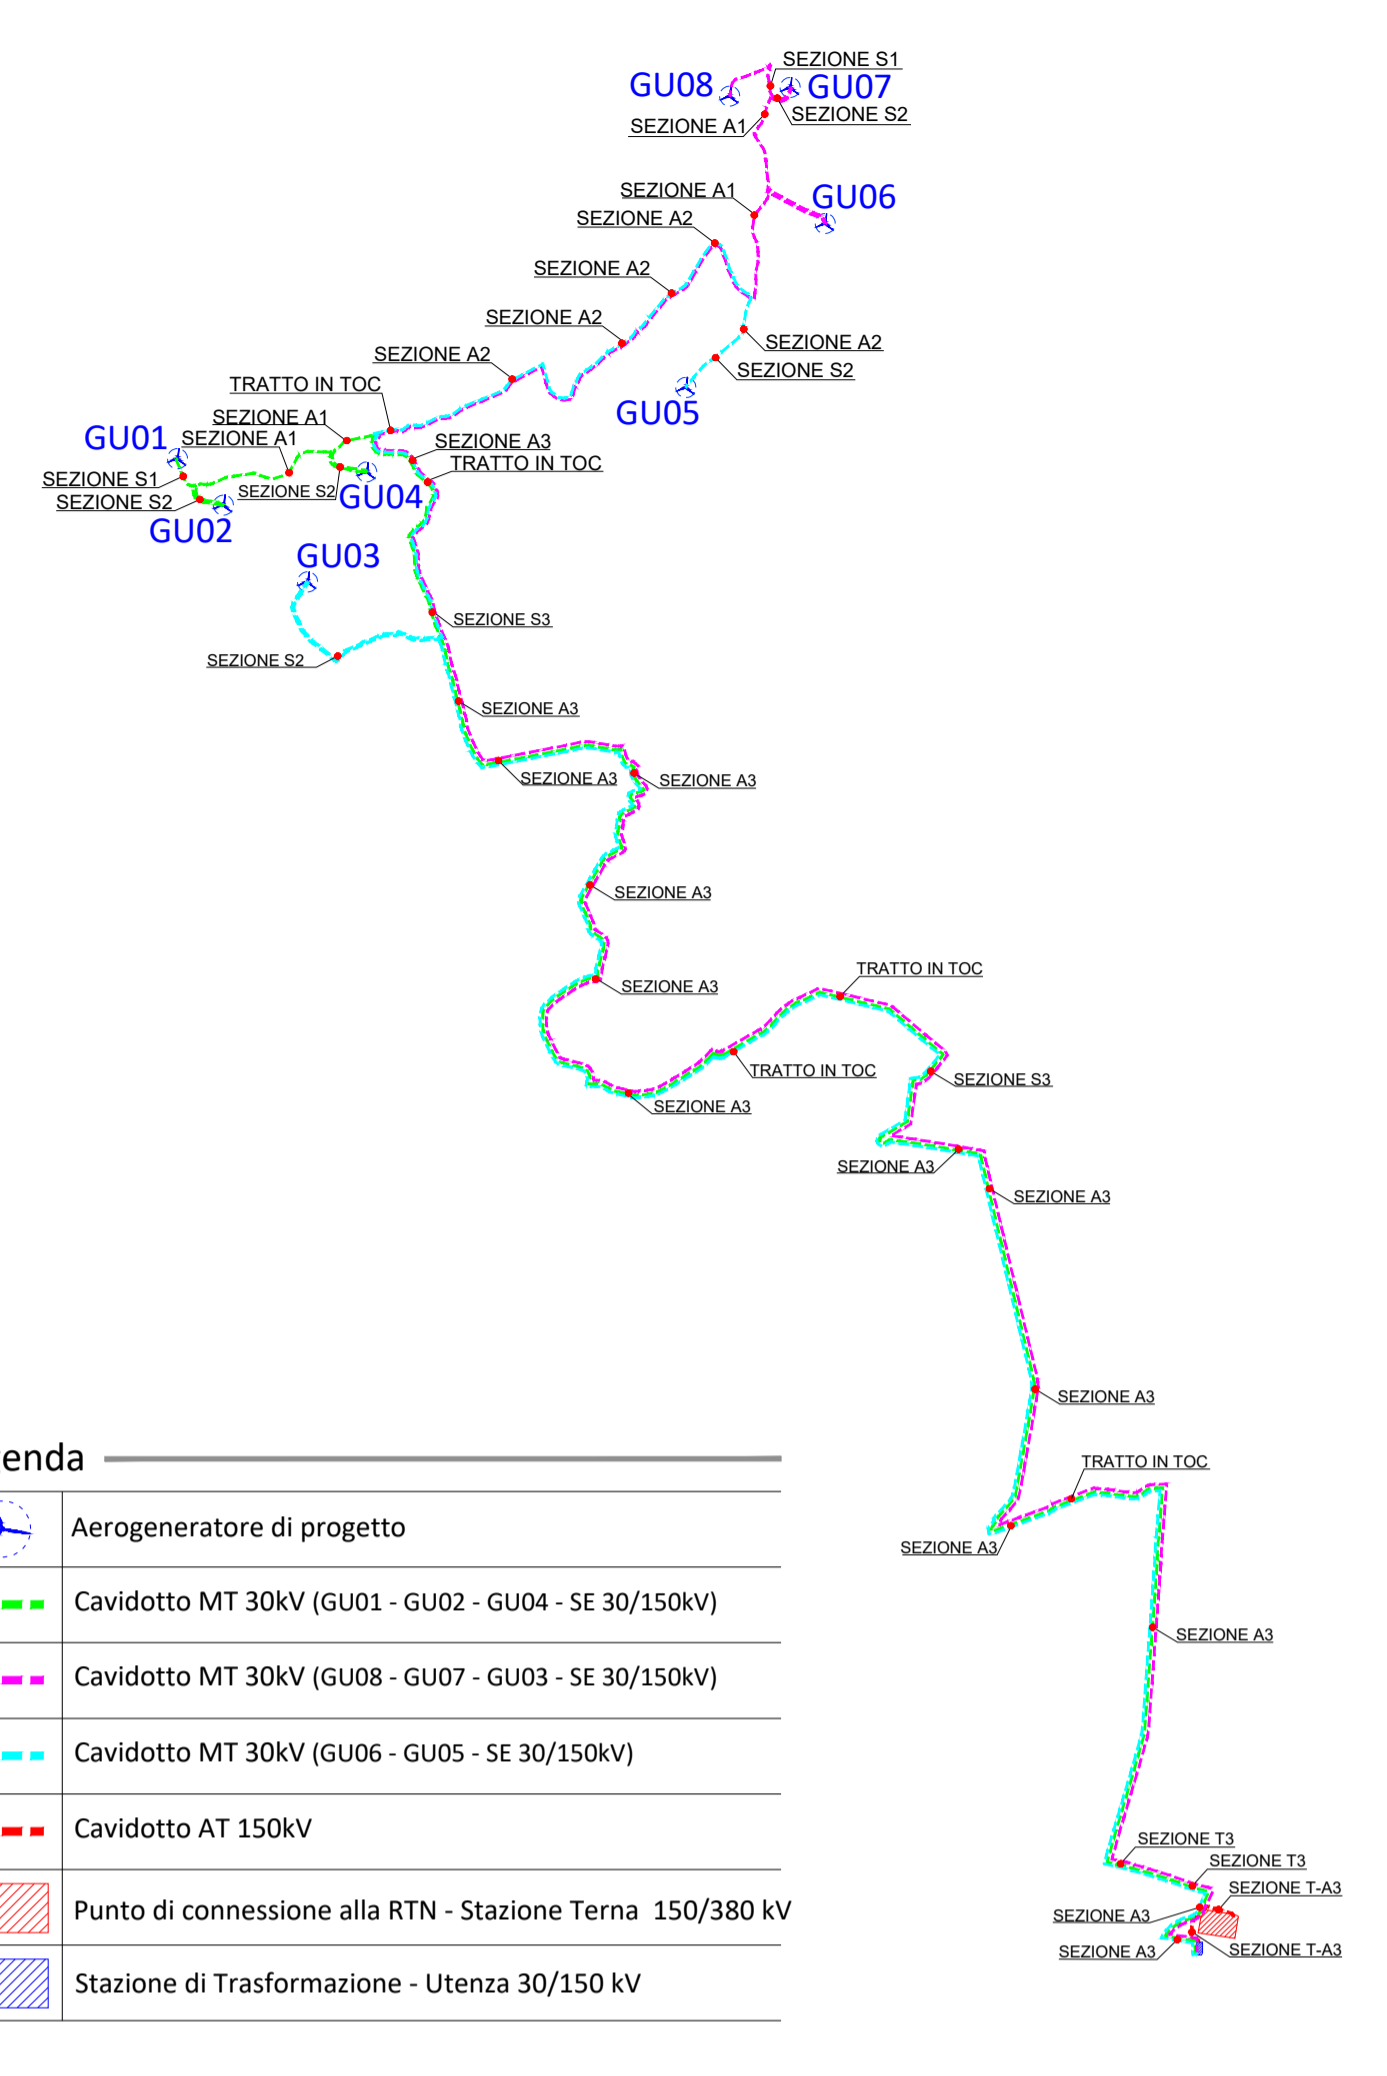 SEZIONE S1
GU08
GU07
SEZIONE S2
SEZIONE A1
SEZIONE A1
GU06
SEZIONE A2
SEZIONE A2
SEZIONE A2
SEZIONE A2
SEZIONE A2
SEZIONE S2
TRATTO IN TOC
GU05
SEZIONE A1
GU01
SEZIONE A1
SEZIONE A3
TRATTO IN TOC
SEZIONE S1
SEZIONE S2
GU04
SEZIONE S2
GU02
GU03
SEZIONE S3
SEZIONE S2
SEZIONE A3
SEZIONE A3
SEZIONE A3
SEZIONE A3
TRATTO IN TOC
SEZIONE A3
TRATTO IN TOC
SEZIONE S3
SEZIONE A3
SEZIONE A3
SEZIONE A3
SEZIONE A3
TRATTO IN TOC
SEZIONE A3
SEZIONE A3
SEZIONE T3
SEZIONE T3
SEZIONE T-A3
SEZIONE A3
SEZIONE A3
SEZIONE T-A3
enda
Aerogeneratore di progetto
Cavidotto MT 30kV (GU01 - GU02 - GU04 - SE 30/150kV)
Cavidotto MT 30kV (GU08 - GU07 - GU03 - SE 30/150kV)
Cavidotto MT 30kV (GU06 - GU05 - SE 30/150kV)
Cavidotto AT 150kV
Punto di connessione alla RTN - Stazione Terna 150/380 kV
Stazione di Trasformazione - Utenza 30/150 kV